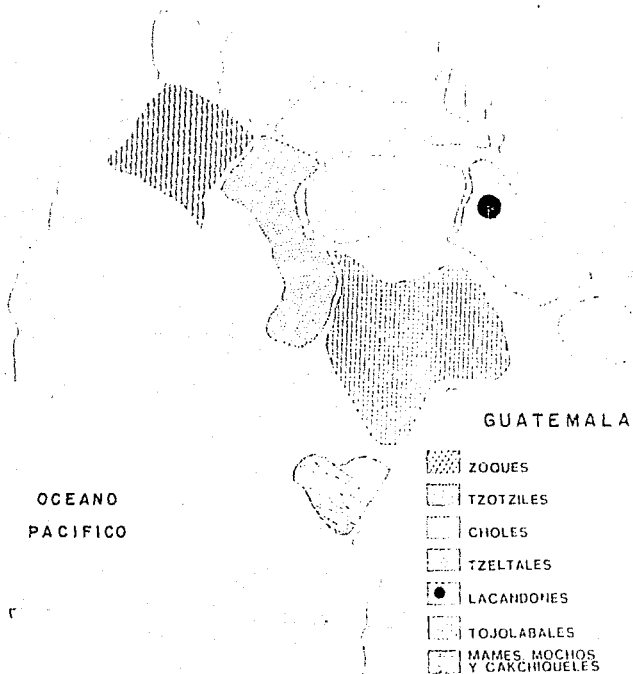 GUATEMALA
OCEANO
PACIFICO
ZOQUES
TZOTZILES
CHOLES
TZELTALES
LACANDONES
TOJOLABALES
MAMES, MOCHOS
Y CAKCHIQUELES